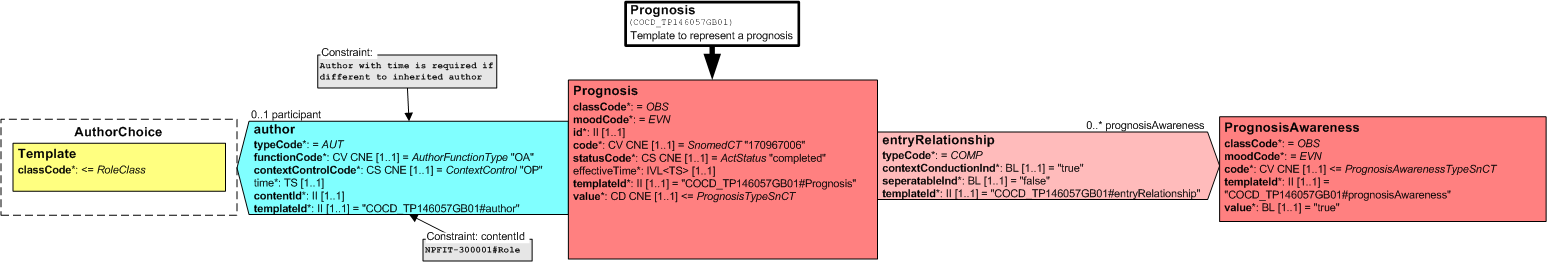 Prognosis
(COCD_TP146057GB01)
Template to represent a prognosis
Constraint:
Author with time is required if
different to inherited author
AuthorChoice
Template
classCode*: <= RoleClass
0..1 participant
author
typeCode*: = AUT
functionCode*: CV CNE [1..1] = AuthorFunctionType "OA"
contextControlCode*: CS CNE [1..1] = ContextControl "OP"
time*: TS [1..1]
contentId*: II [1..1]
templateId*: II [1..1] = "COCD_TP146057GB01#author"
Constraint: contentId
NPFIT-300001#Role
Prognosis
classCode*: = OBS
moodCode*: = EVN
id*: II [1..1]
code*: CV CNE [1..1] = SnomedCT "170967006"
statusCode*: CS CNE [1..1] = ActStatus "completed"
effectiveTime*: IVL<TS> [1..1]
templateId*: II [1..1] = "COCD_TP146057GB01#Prognosis"
value*: CD CNE [1..1] <= PrognosisTypeSnCT
0..* prognosisAwareness
entryRelationship
typeCode*: = COMP
contextConductionInd*: BL [1..1] = "true"
seperatableInd*: BL [1..1] = "false"
templateId*: II [1..1] = "COCD_TP146057GB01#entryRelationship"
PrognosisAwareness
classCode*: = OBS
moodCode*: = EVN
code*: CV CNE [1..1] <= PrognosisAwarenessTypeSnCT
templateId*: II [1..1] =
"COCD_TP146057GB01#prognosisAwareness"
value*: BL [1..1] = "true"